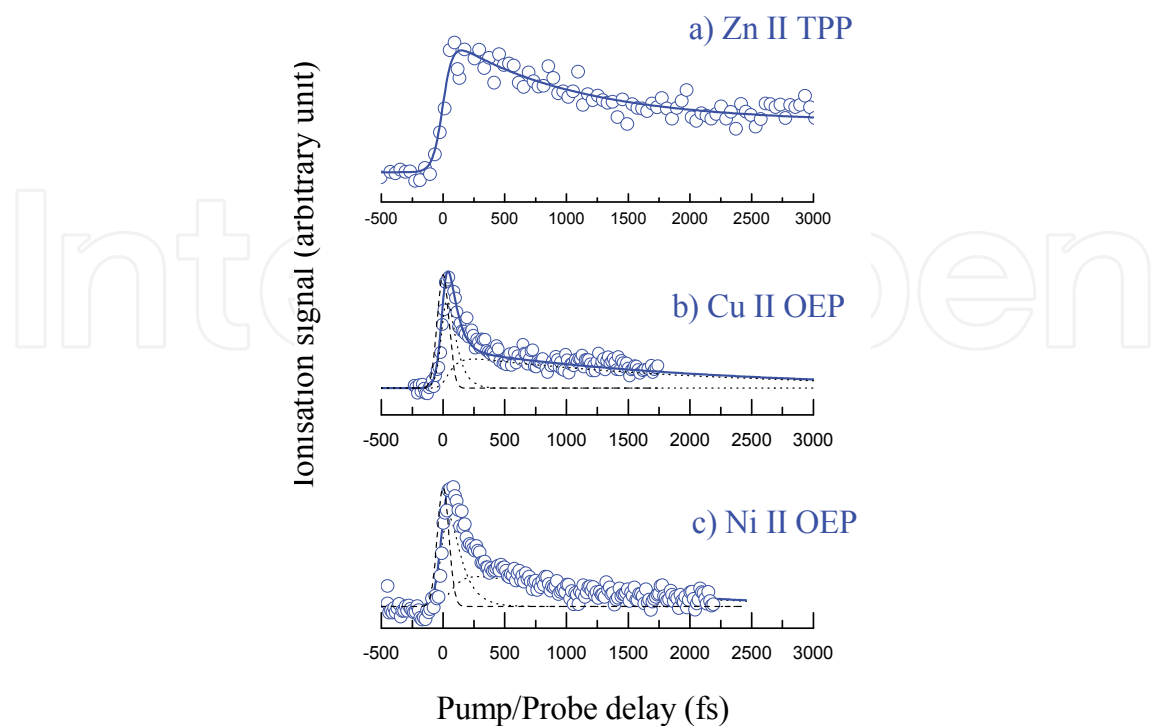 a) Zn II TPP
-500 0 500 1000 1500 2000 2500 3000
b) Cu II OEP
-500 0 500 1000 1500 2000 2500 3000
c) Ni II OEP
-500 0 500 1000 1500 2000 2500 3000
Ionisation signal (arbitrary unit)
Pump/Probe delay (fs)